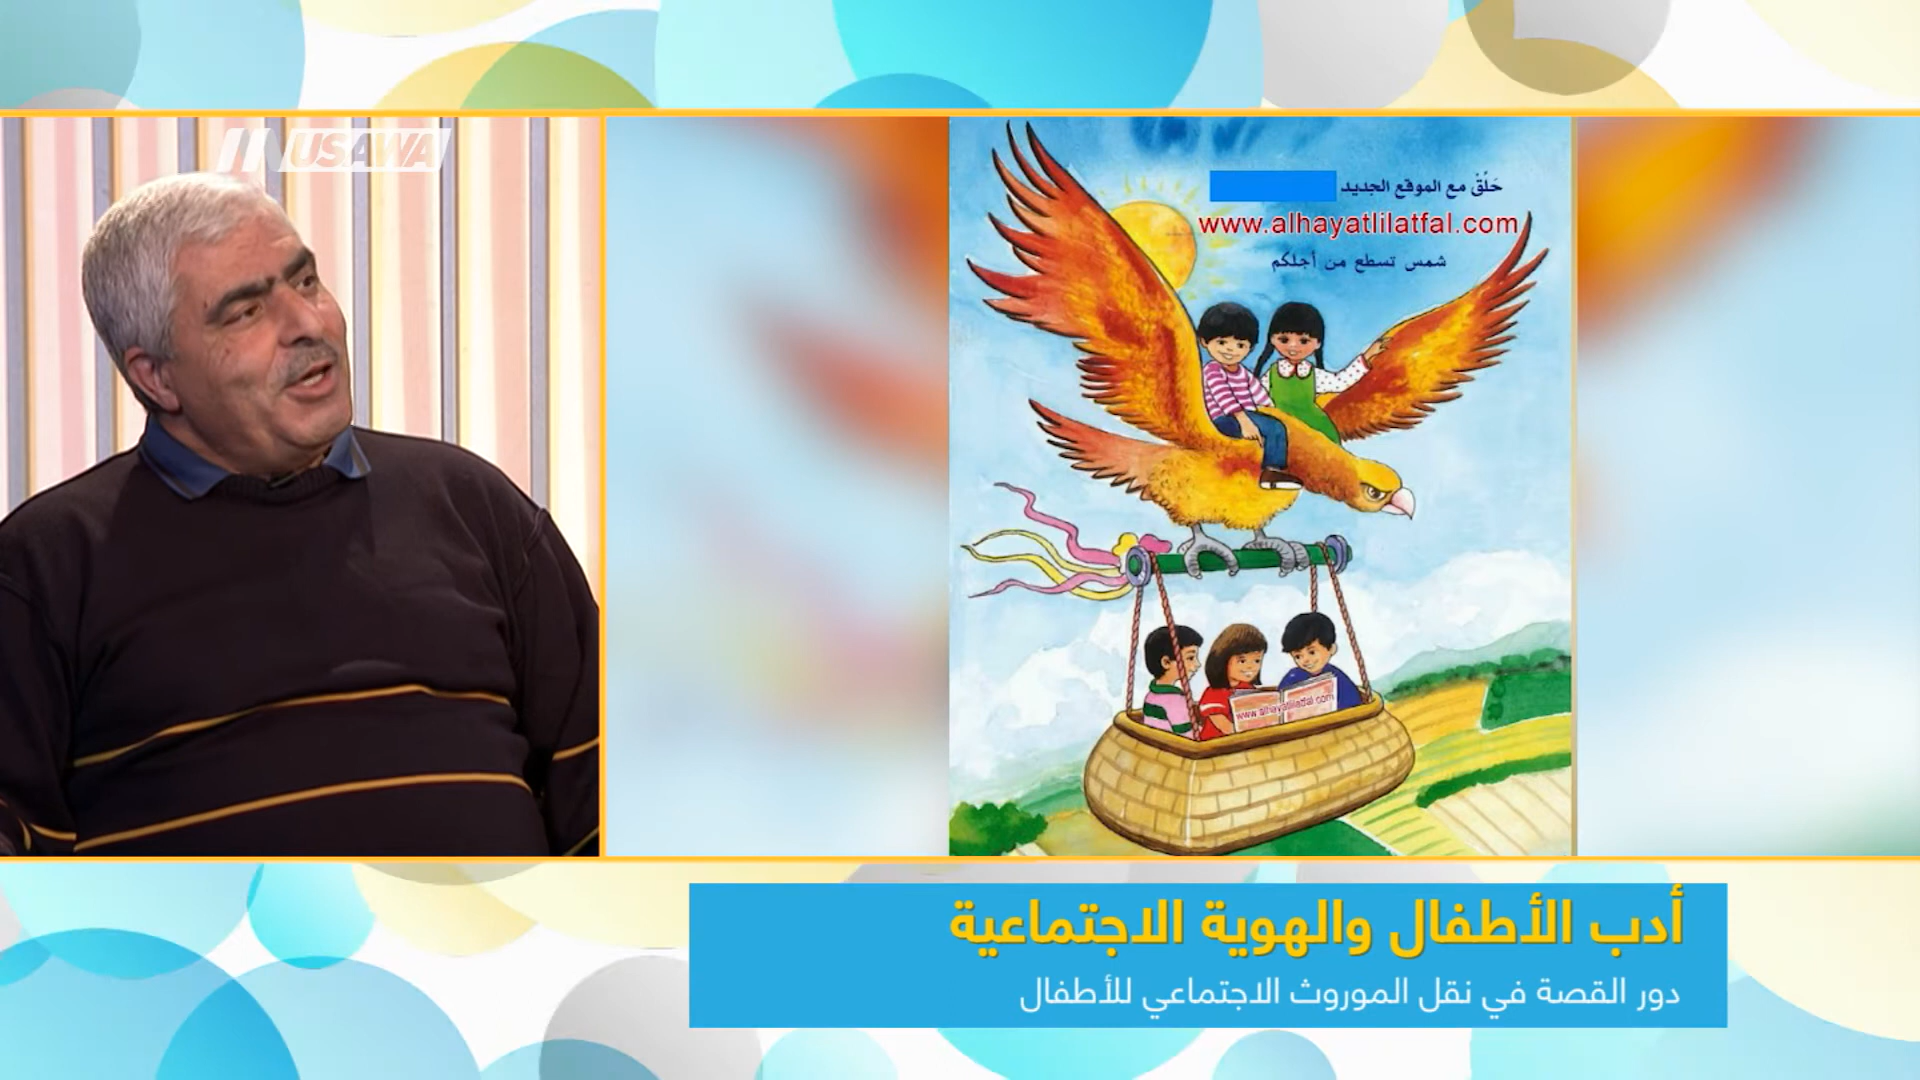 MUSAWA
حَلِّقْ مع الموقع الجديد
www.alhayatlilatfal.com
شمس تسطع من أجلكم
www.alhayatlilatfal.com
أدب الأطفال والهوية الاجتماعية
دور القصة في نقل الموروث الاجتماعي للأطفال